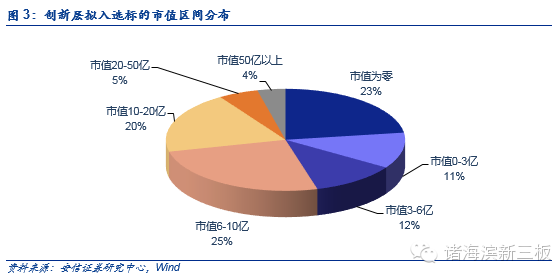 图 3：创新层拟入选标的市值区间分布
市值为零
23%
市值0-3亿
11%
市值3-6亿
12%
市值6-10亿
25%
市值10-20亿
20%
市值20-50亿
5%
市值50亿以上
4%
资料来源：安信证券研究中心，Wind
诸海滨新三板